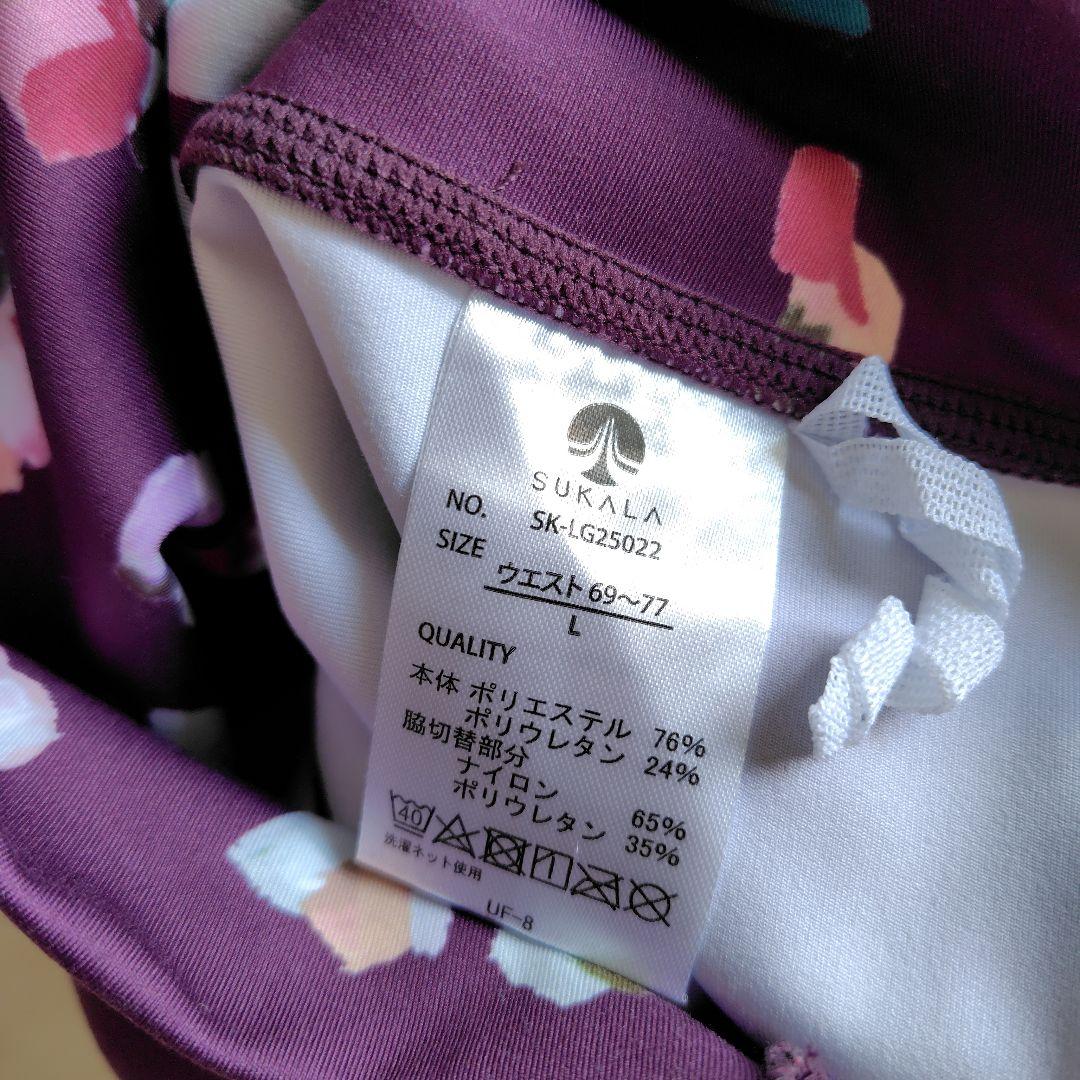 SUKALA
NO. SK-LG25022
SIZE ウエスト 69～77
L
QUALITY
本体 ポリエステル 76%
ポリウレタン 24%
脇切替部分
ナイロン 65%
ポリウレタン 35%
40
洗濯ネット使用
UF-8